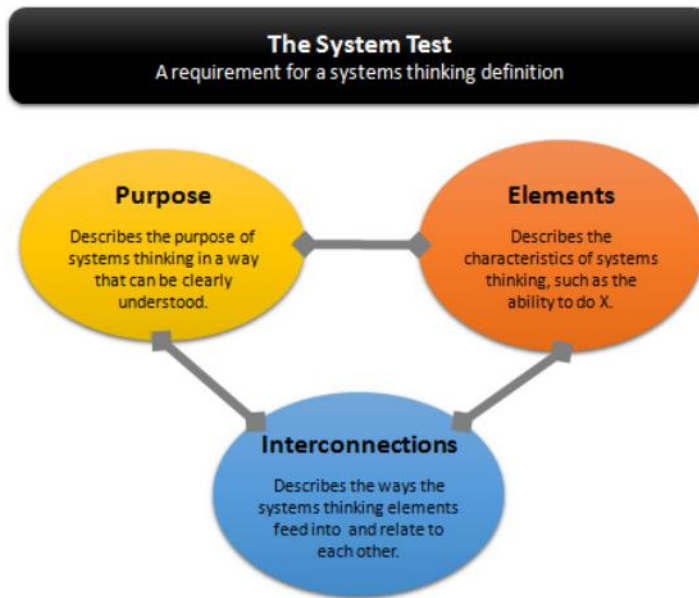 The System Test
A requirement for a systems thinking definition
Purpose
Describes the purpose of
systems thinking in a way
that can be clearly
understood.
Elements
Describes the
characteristics of systems
thinking, such as the
ability to do X.
Interconnections
Describes the ways the
systems thinking elements
feed into and relate to
each other.